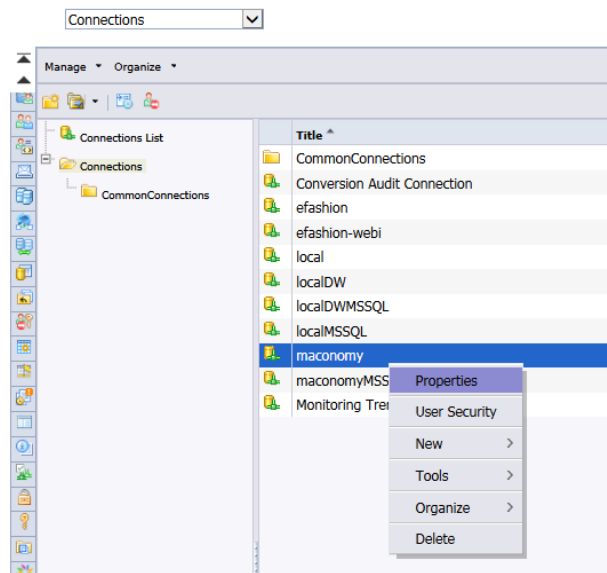 Connections
Manage Organize
Connections List
Connections
CommonConnections
Title
CommonConnections
Conversion Audit Connection
efashion
efashion-webi
local
localDW
localDWMSSQL
localMSSQL
maconomy
maconomyMSS
Monitoring Tre
Properties
User Security
New
Tools
Organize
Delete